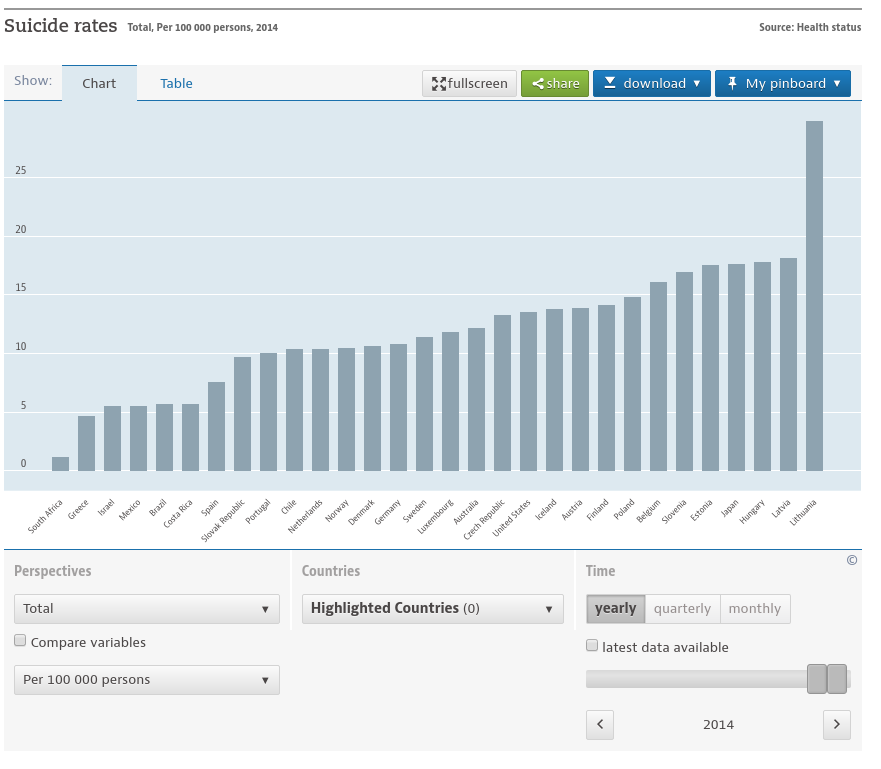 Suicide rates Total, Per 100 000 persons, 2014 Source: Health status
Show: Chart Table fullscreen share download ▼ My pinboard ▼
25
20
15
10
5
0
South Africa Greece Israel Mexico Brazil Costa Rica Spain Slovak Republic Portugal Chile Netherlands Norway Denmark Germany Sweden Luxembourg Australia Czech Republic United States Iceland Austria Finland Poland Belgium Slovenia Estonia Japan Hungary Latvia Lithuania
©
Perspectives Countries Time
Total ▼ Highlighted Countries (0) ▼ yearly quarterly monthly
Compare variables latest data available
Per 100 000 persons ▼
< 2014 >